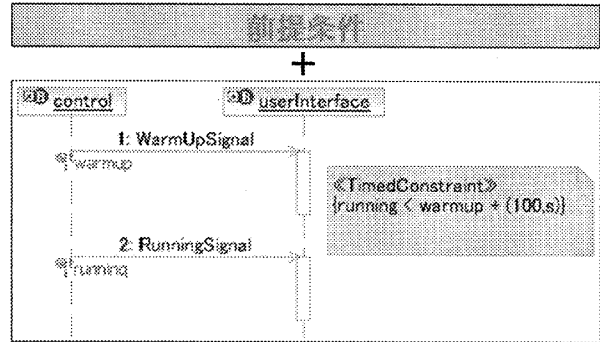 前提条件
+
control
userInterface
1: WarmUpSignal
warmup
≪TimedConstraint≫
{running < warmup + (100,s)}
2: RunningSignal
running